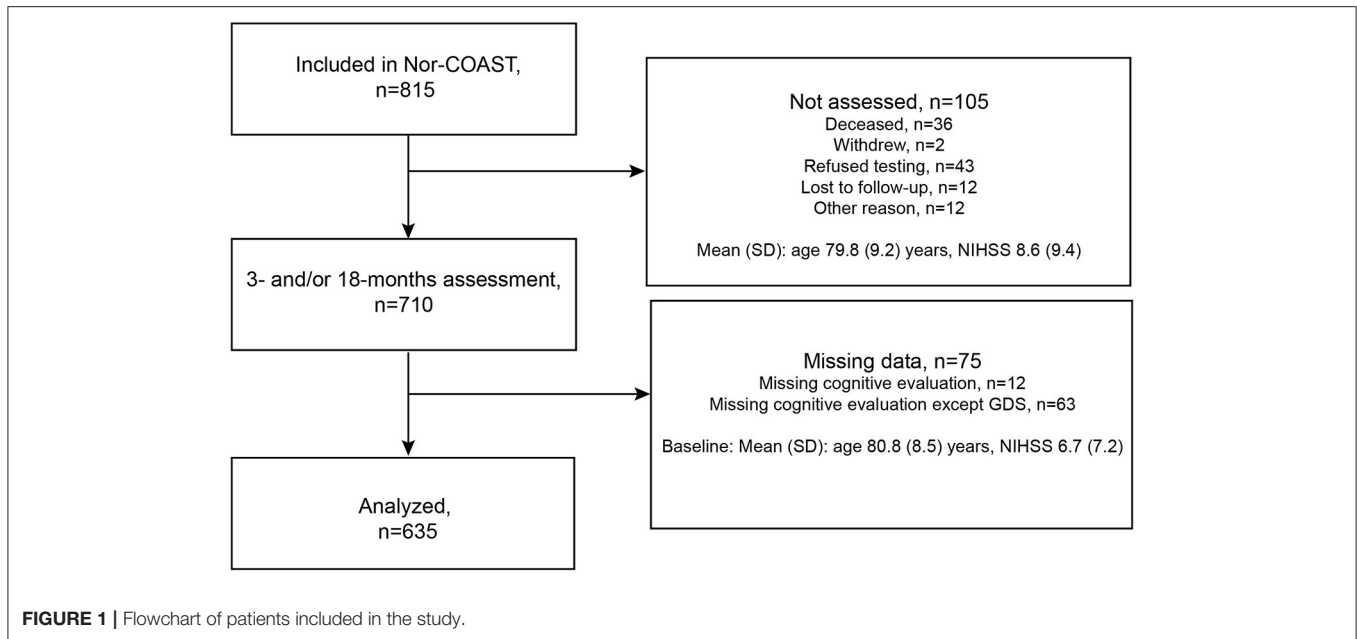 Included in Nor-COAST,
n=815
Not assessed, n=105
Deceased, n=36
Withdrew, n=2
Refused testing, n=43
Lost to follow-up, n=12
Other reason, n=12
Mean (SD): age 79.8 (9.2) years, NIHSS 8.6 (9.4)
3- and/or 18-months assessment,
n=710
Missing data, n=75
Missing cognitive evaluation, n=12
Missing cognitive evaluation except GDS, n=63
Baseline: Mean (SD): age 80.8 (8.5) years, NIHSS 6.7 (7.2)
Analyzed,
n=635
FIGURE 1 | Flowchart of patients included in the study.